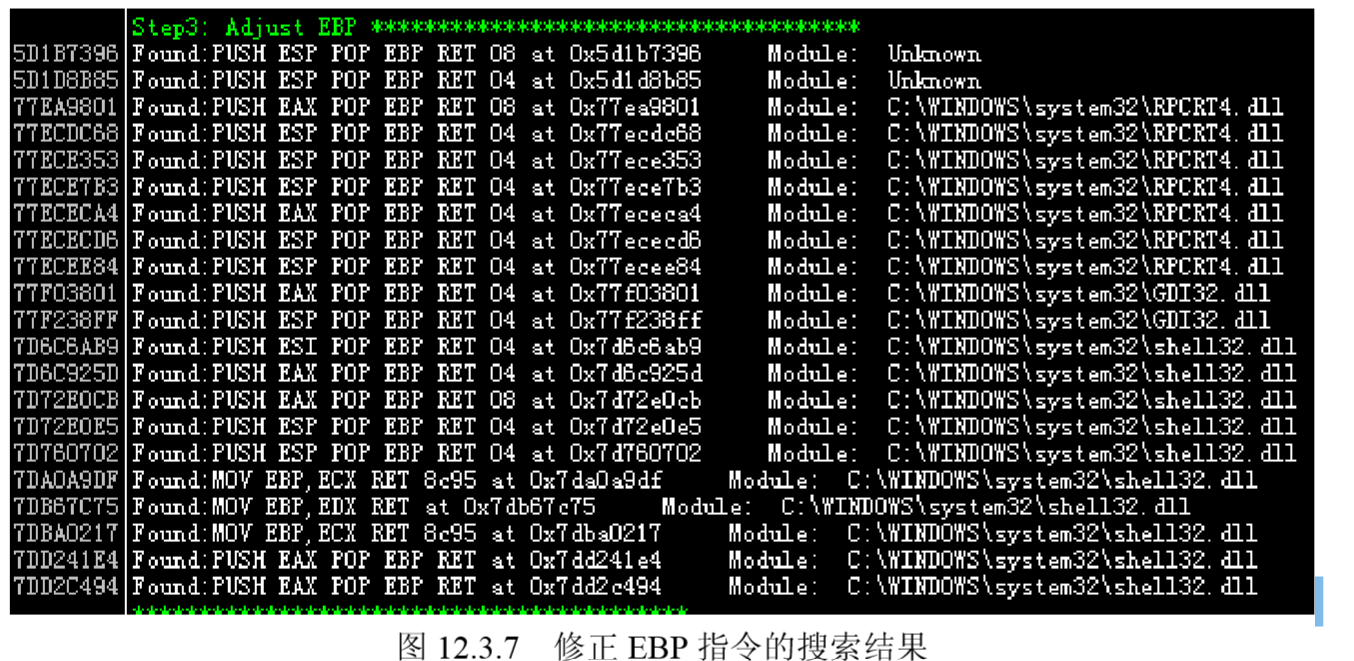 Step3: Adjust EBP *************************************
5D1B7396 Found:PUSH ESP POP EBP RET 08 at 0x5d1b7396 Module: Unknown
5D1D8B85 Found:PUSH ESP POP EBP RET 04 at 0x5d1d8b85 Module: Unknown
77EA9801 Found:PUSH EAX POP EBP RET 08 at 0x77ea9801 Module: C:\WINDOWS\system32\RPCRT4.dll
77ECDC68 Found:PUSH ESP POP EBP RET 04 at 0x77ecdc68 Module: C:\WINDOWS\system32\RPCRT4.dll
77ECE353 Found:PUSH ESP POP EBP RET 04 at 0x77ece353 Module: C:\WINDOWS\system32\RPCRT4.dll
77ECE7B3 Found:PUSH ESP POP EBP RET 04 at 0x77ece7b3 Module: C:\WINDOWS\system32\RPCRT4.dll
77ECECA4 Found:PUSH EAX POP EBP RET 04 at 0x77ececa4 Module: C:\WINDOWS\system32\RPCRT4.dll
77ECECD6 Found:PUSH ESP POP EBP RET 04 at 0x77ececd6 Module: C:\WINDOWS\system32\RPCRT4.dll
77ECEE84 Found:PUSH ESP POP EBP RET 04 at 0x77ecee84 Module: C:\WINDOWS\system32\RPCRT4.dll
77F03801 Found:PUSH EAX POP EBP RET 04 at 0x77f03801 Module: C:\WINDOWS\system32\GDI32.dll
77F238FF Found:PUSH ESP POP EBP RET 04 at 0x77f238ff Module: C:\WINDOWS\system32\GDI32.dll
7D6C6AB9 Found:PUSH ESI POP EBP RET 04 at 0x7d6c6ab9 Module: C:\WINDOWS\system32\shell32.dll
7D6C925D Found:PUSH EAX POP EBP RET 04 at 0x7d6c925d Module: C:\WINDOWS\system32\shell32.dll
7D72E0CB Found:PUSH EAX POP EBP RET 08 at 0x7d72e0cb Module: C:\WINDOWS\system32\shell32.dll
7D72E0E5 Found:PUSH ESP POP EBP RET 04 at 0x7d72e0e5 Module: C:\WINDOWS\system32\shell32.dll
7D760702 Found:PUSH ESP POP EBP RET 04 at 0x7d760702 Module: C:\WINDOWS\system32\shell32.dll
7DA0A9DF Found:MOV EBP,ECX RET 8c95 at 0x7da0a9df Module: C:\WINDOWS\system32\shell32.dll
7DB67C75 Found:MOV EBP,EDX RET at 0x7db67c75 Module: C:\WINDOWS\system32\shell32.dll
7DBA0217 Found:MOV EBP,ECX RET 8c95 at 0x7dba0217 Module: C:\WINDOWS\system32\shell32.dll
7DD241E4 Found:PUSH EAX POP EBP RET at 0x7dd241e4 Module: C:\WINDOWS\system32\shell32.dll
7DD2C494 Found:PUSH EAX POP EBP RET at 0x7dd2c494 Module: C:\WINDOWS\system32\shell32.dll
******************************************
图 12.3.7 修正 EBP 指令的搜索结果